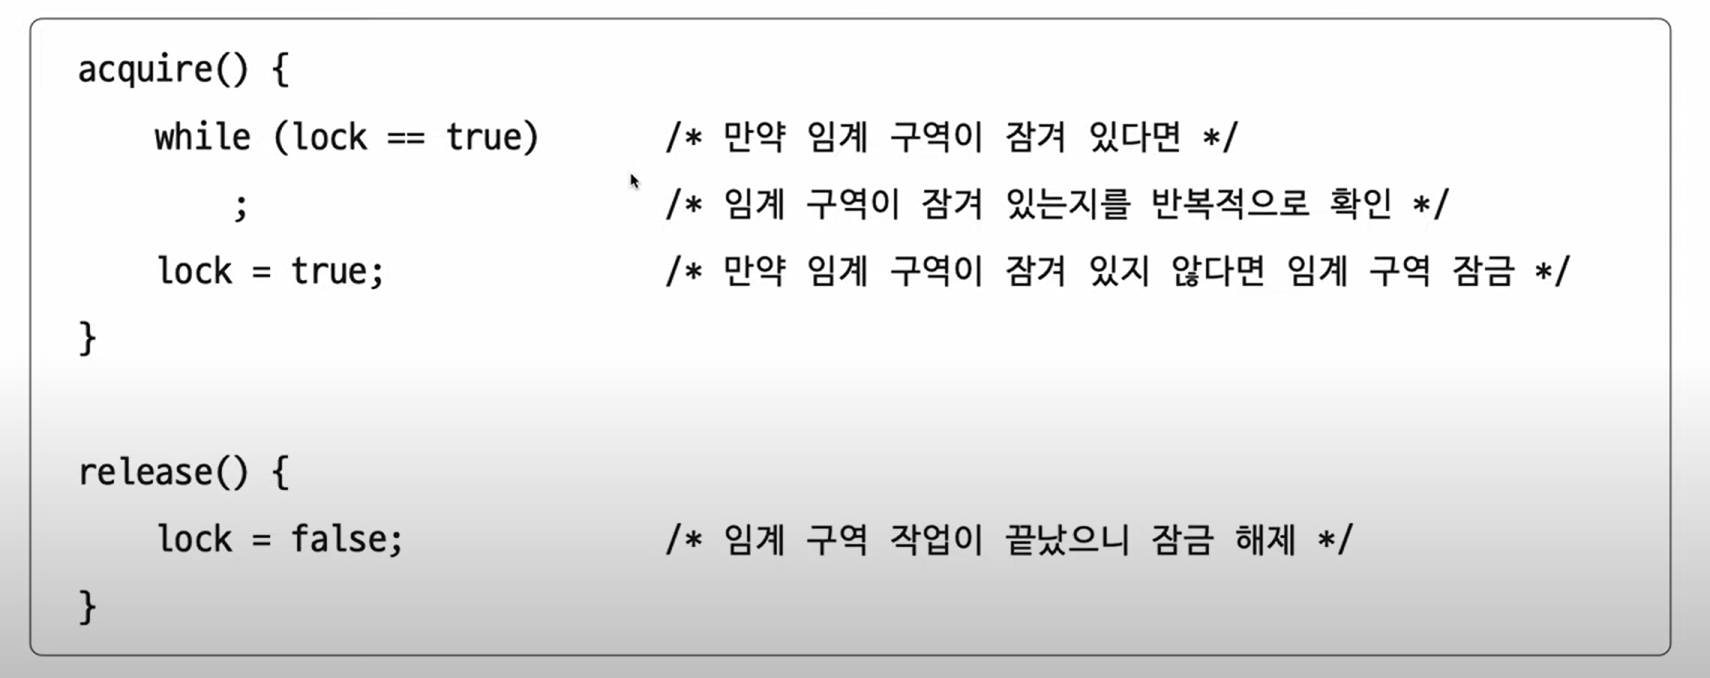 acquire() {
while (lock == true) /* 만약 임계 구역이 잠겨 있다면 */
; /* 임계 구역이 잠겨 있는지를 반복적으로 확인 */
lock = true; /* 만약 임계 구역이 잠겨 있지 않다면 임계 구역 잠금 */
}
release() {
lock = false; /* 임계 구역 작업이 끝났으니 잠금 해제 */
}